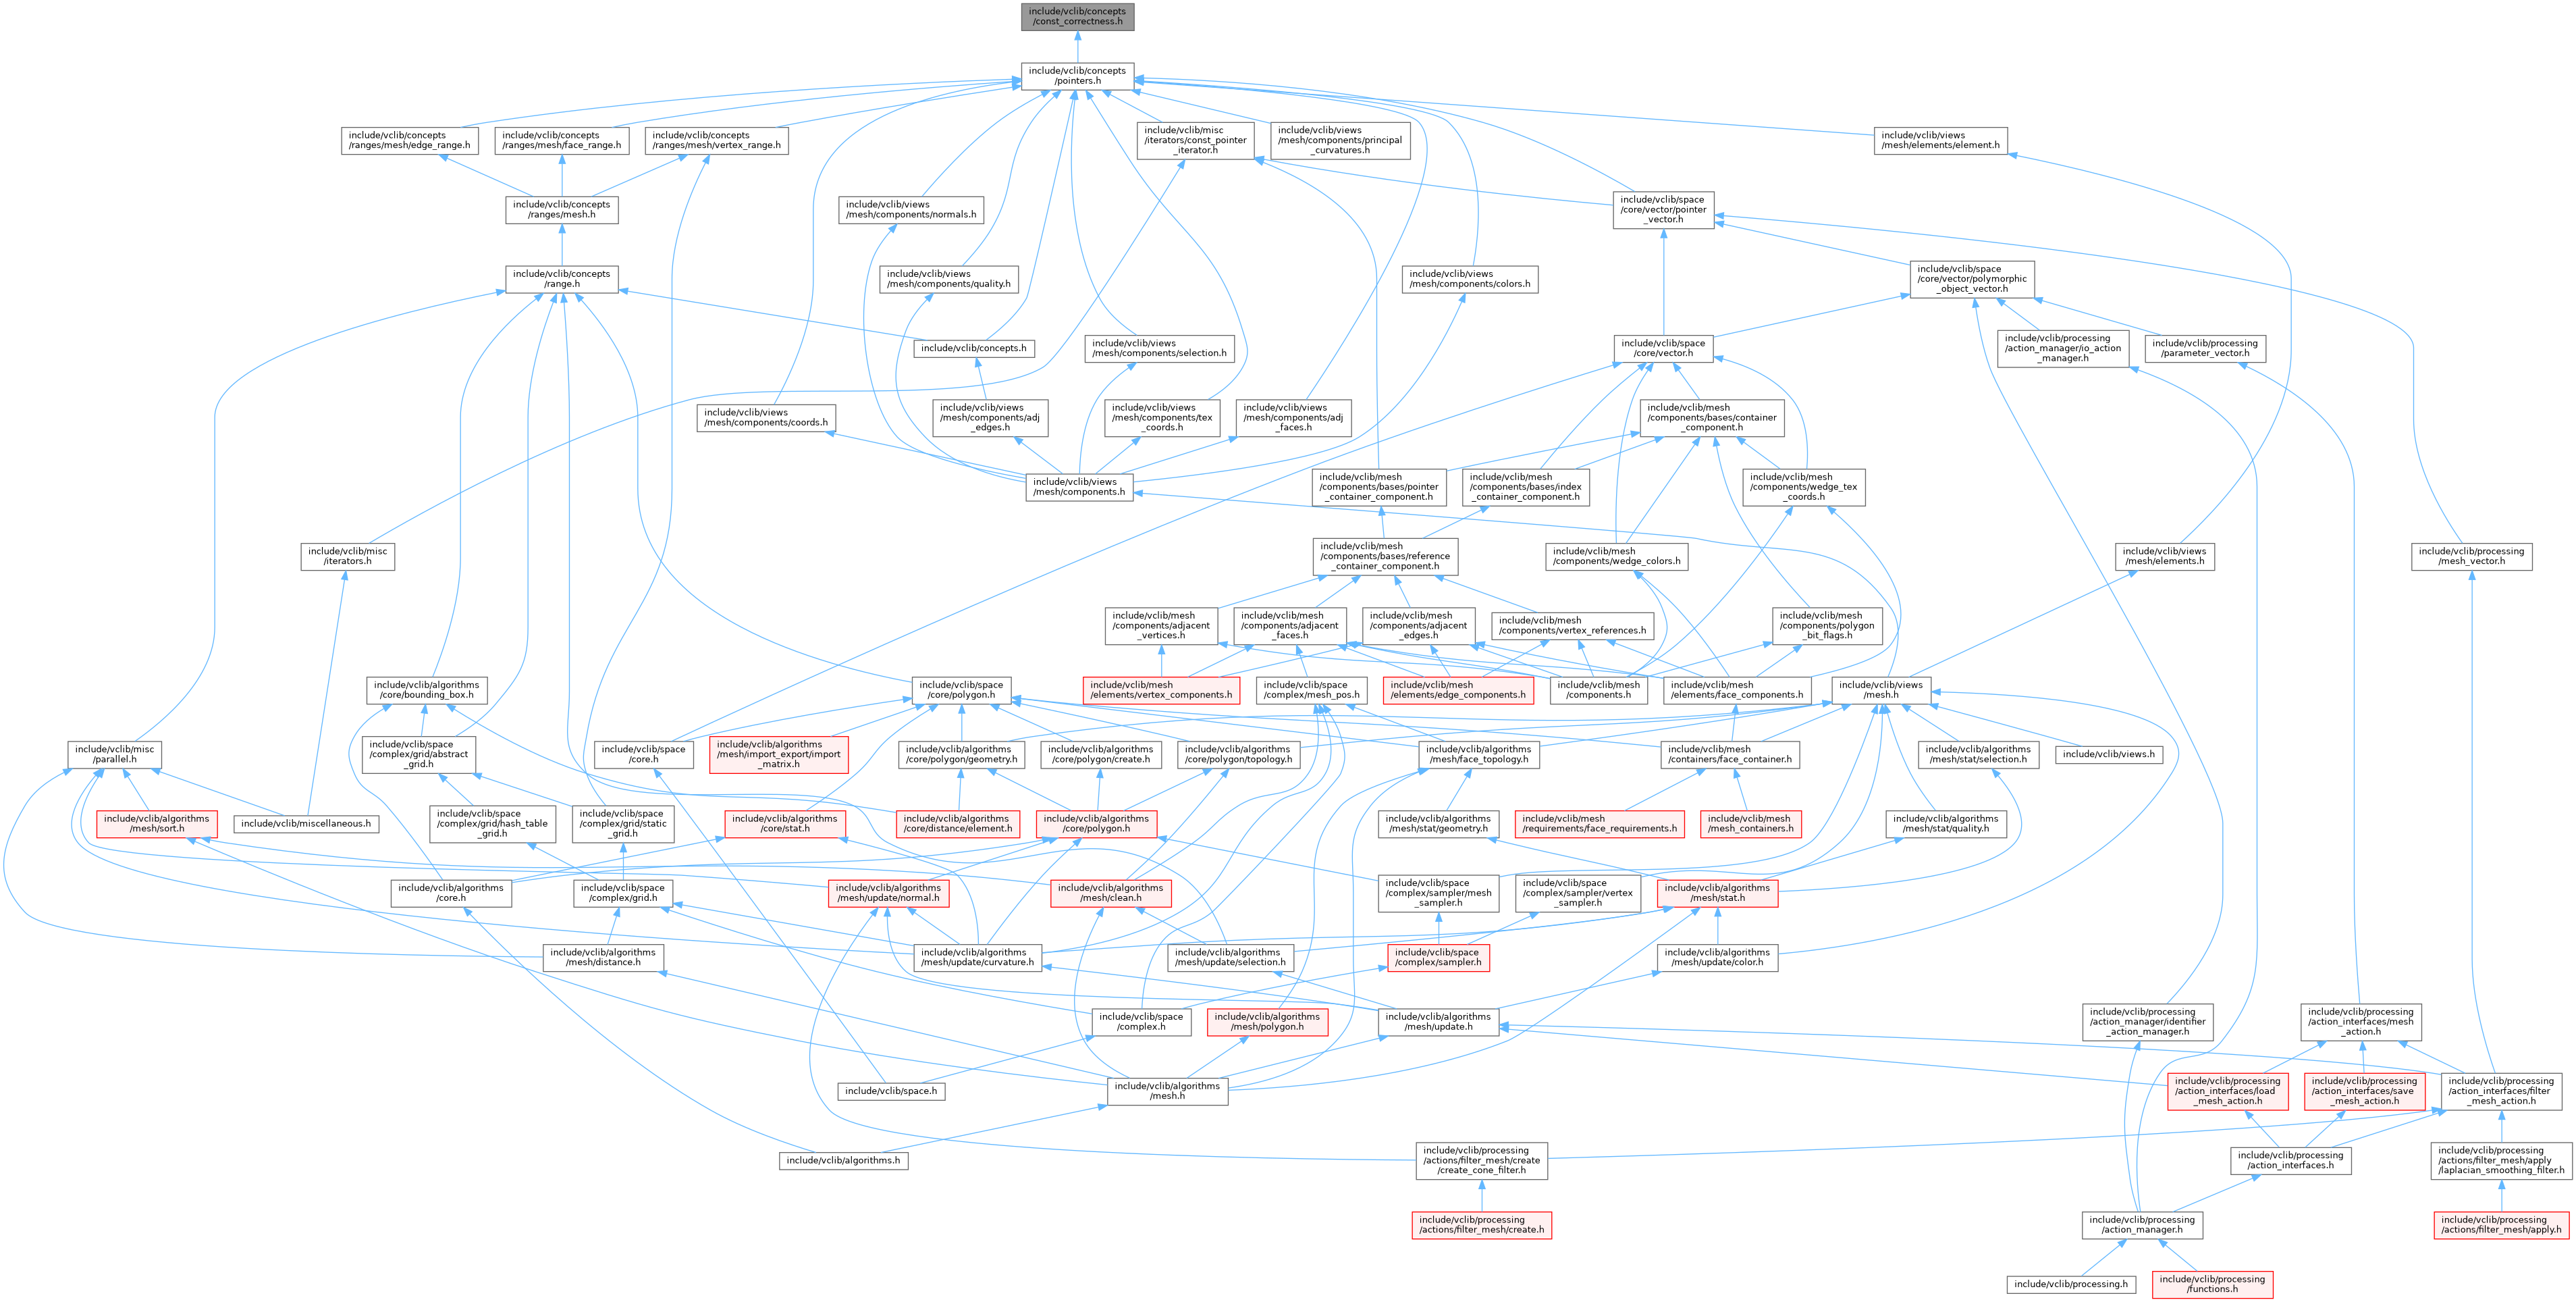 include/vclib/concepts
/const_correctness.h
include/vclib/concepts
/pointers.h
include/vclib/concepts
/ranges/mesh/edge_range.h
include/vclib/concepts
/ranges/mesh/face_range.h
include/vclib/concepts
/ranges/mesh/vertex_range.h
include/vclib/misc
/iterators/const_pointer
_iterator.h
include/vclib/views
/mesh/components/principal
_curvatures.h
include/vclib/views
/mesh/elements/element.h
include/vclib/concepts
/ranges/mesh.h
include/vclib/views
/mesh/components/normals.h
include/vclib/space
/core/vector/pointer
_vector.h
include/vclib/concepts
/range.h
include/vclib/views
/mesh/components/quality.h
include/vclib/views
/mesh/components/colors.h
include/vclib/space
/core/vector/polymorphic
_object_vector.h
include/vclib/concepts.h
include/vclib/views
/mesh/components/selection.h
include/vclib/space
/core/vector.h
include/vclib/processing
/action_manager/io_action
_manager.h
include/vclib/processing
/parameter_vector.h
include/vclib/views
/mesh/components/coords.h
include/vclib/views
/mesh/components/adj
_edges.h
include/vclib/views
/mesh/components/tex
_coords.h
include/vclib/views
/mesh/components/adj
_faces.h
include/vclib/mesh
/components/bases/container
_component.h
include/vclib/views
/mesh/components.h
include/vclib/mesh
/components/bases/pointer
_container_component.h
include/vclib/mesh
/components/bases/index
_container_component.h
include/vclib/mesh
/components/wedge_tex
_coords.h
include/vclib/misc
/iterators.h
include/vclib/mesh
/components/bases/reference
_container_component.h
include/vclib/mesh
/components/wedge_colors.h
include/vclib/views
/mesh/elements.h
include/vclib/processing
/mesh_vector.h
include/vclib/mesh
/components/adjacent
_vertices.h
include/vclib/mesh
/components/adjacent
_faces.h
include/vclib/mesh
/components/adjacent
_edges.h
include/vclib/mesh
/components/vertex_references.h
include/vclib/mesh
/components/polygon
_bit_flags.h
include/vclib/algorithms
/core/bounding_box.h
include/vclib/space
/core/polygon.h
include/vclib/mesh
/elements/vertex_components.h
include/vclib/space
/complex/mesh_pos.h
include/vclib/mesh
/elements/edge_components.h
include/vclib/mesh
/components.h
include/vclib/mesh
/elements/face_components.h
include/vclib/views
/mesh.h
include/vclib/misc
/parallel.h
include/vclib/space
/complex/grid/abstract
_grid.h
include/vclib/space
/core.h
include/vclib/algorithms
/mesh/import_export/import
_matrix.h
include/vclib/algorithms
/core/polygon/geometry.h
include/vclib/algorithms
/core/polygon/create.h
include/vclib/algorithms
/core/polygon/topology.h
include/vclib/algorithms
/mesh/face_topology.h
include/vclib/mesh
/containers/face_container.h
include/vclib/algorithms
/mesh/stat/selection.h
include/vclib/views.h
include/vclib/algorithms
/mesh/sort.h
include/vclib/miscellaneous.h
include/vclib/space
/complex/grid/hash_table
_grid.h
include/vclib/space
/complex/grid/static
_grid.h
include/vclib/algorithms
/core/stat.h
include/vclib/algorithms
/core/distance/element.h
include/vclib/algorithms
/core/polygon.h
include/vclib/algorithms
/mesh/stat/geometry.h
include/vclib/mesh
/requirements/face_requirements.h
include/vclib/mesh
/mesh_containers.h
include/vclib/algorithms
/mesh/stat/quality.h
include/vclib/algorithms
/core.h
include/vclib/space
/complex/grid.h
include/vclib/algorithms
/mesh/update/normal.h
include/vclib/algorithms
/mesh/clean.h
include/vclib/space
/complex/sampler/mesh
_sampler.h
include/vclib/space
/complex/sampler/vertex
_sampler.h
include/vclib/algorithms
/mesh/stat.h
include/vclib/algorithms
/mesh/distance.h
include/vclib/algorithms
/mesh/update/curvature.h
include/vclib/algorithms
/mesh/update/selection.h
include/vclib/space
/complex/sampler.h
include/vclib/algorithms
/mesh/update/color.h
include/vclib/space
/complex.h
include/vclib/algorithms
/mesh/polygon.h
include/vclib/algorithms
/mesh/update.h
include/vclib/processing
/action_manager/identifier
_action_manager.h
include/vclib/processing
/action_interfaces/mesh
_action.h
include/vclib/space.h
include/vclib/algorithms
/mesh.h
include/vclib/processing
/action_interfaces/load
_mesh_action.h
include/vclib/processing
/action_interfaces/save
_mesh_action.h
include/vclib/processing
/action_interfaces/filter
_mesh_action.h
include/vclib/algorithms.h
include/vclib/processing
/actions/filter_mesh/create
/create_cone_filter.h
include/vclib/processing
/action_interfaces.h
include/vclib/processing
/actions/filter_mesh/apply
/laplacian_smoothing_filter.h
include/vclib/processing
/actions/filter_mesh/create.h
include/vclib/processing
/action_manager.h
include/vclib/processing
/actions/filter_mesh/apply.h
include/vclib/processing.h
include/vclib/processing
/functions.h